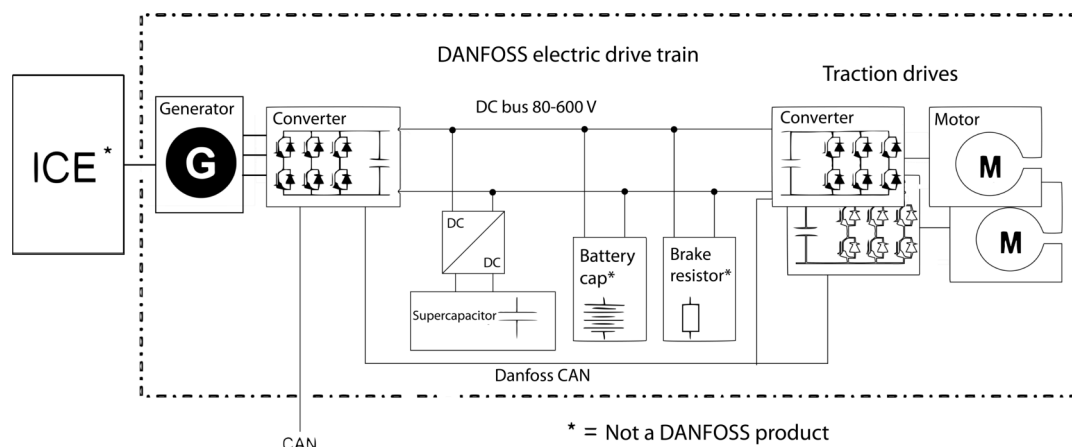 DANFOSS electric drive train
Traction drives
ICE*
Generator
G
Converter
DC bus 80-600 V
Converter
Motor
M
M
DC
DC
Supercapacitor
Battery
cap*
Brake
resistor*
Danfoss CAN
CAN
* = Not a DANFOSS product